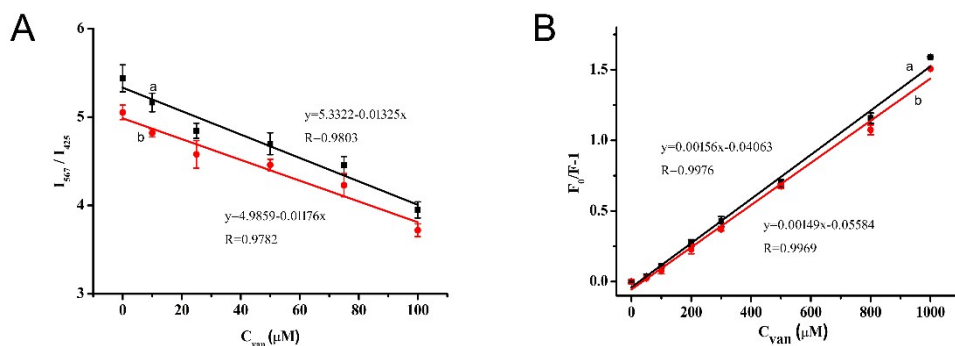 A
I567 / I425
6
5
4
3
a
b
y=5.3322-0.01325x
R=0.9803
y=4.9859-0.01176x
R=0.9782
0 20 40 60 80 100
Cvan (μM)
B
F0/F-1
1.5
1.0
0.5
0.0
a
b
y=0.00156x-0.04063
R=0.9976
y=0.00149x-0.05584
R=0.9969
0 200 400 600 800 1000
Cvan (μM)